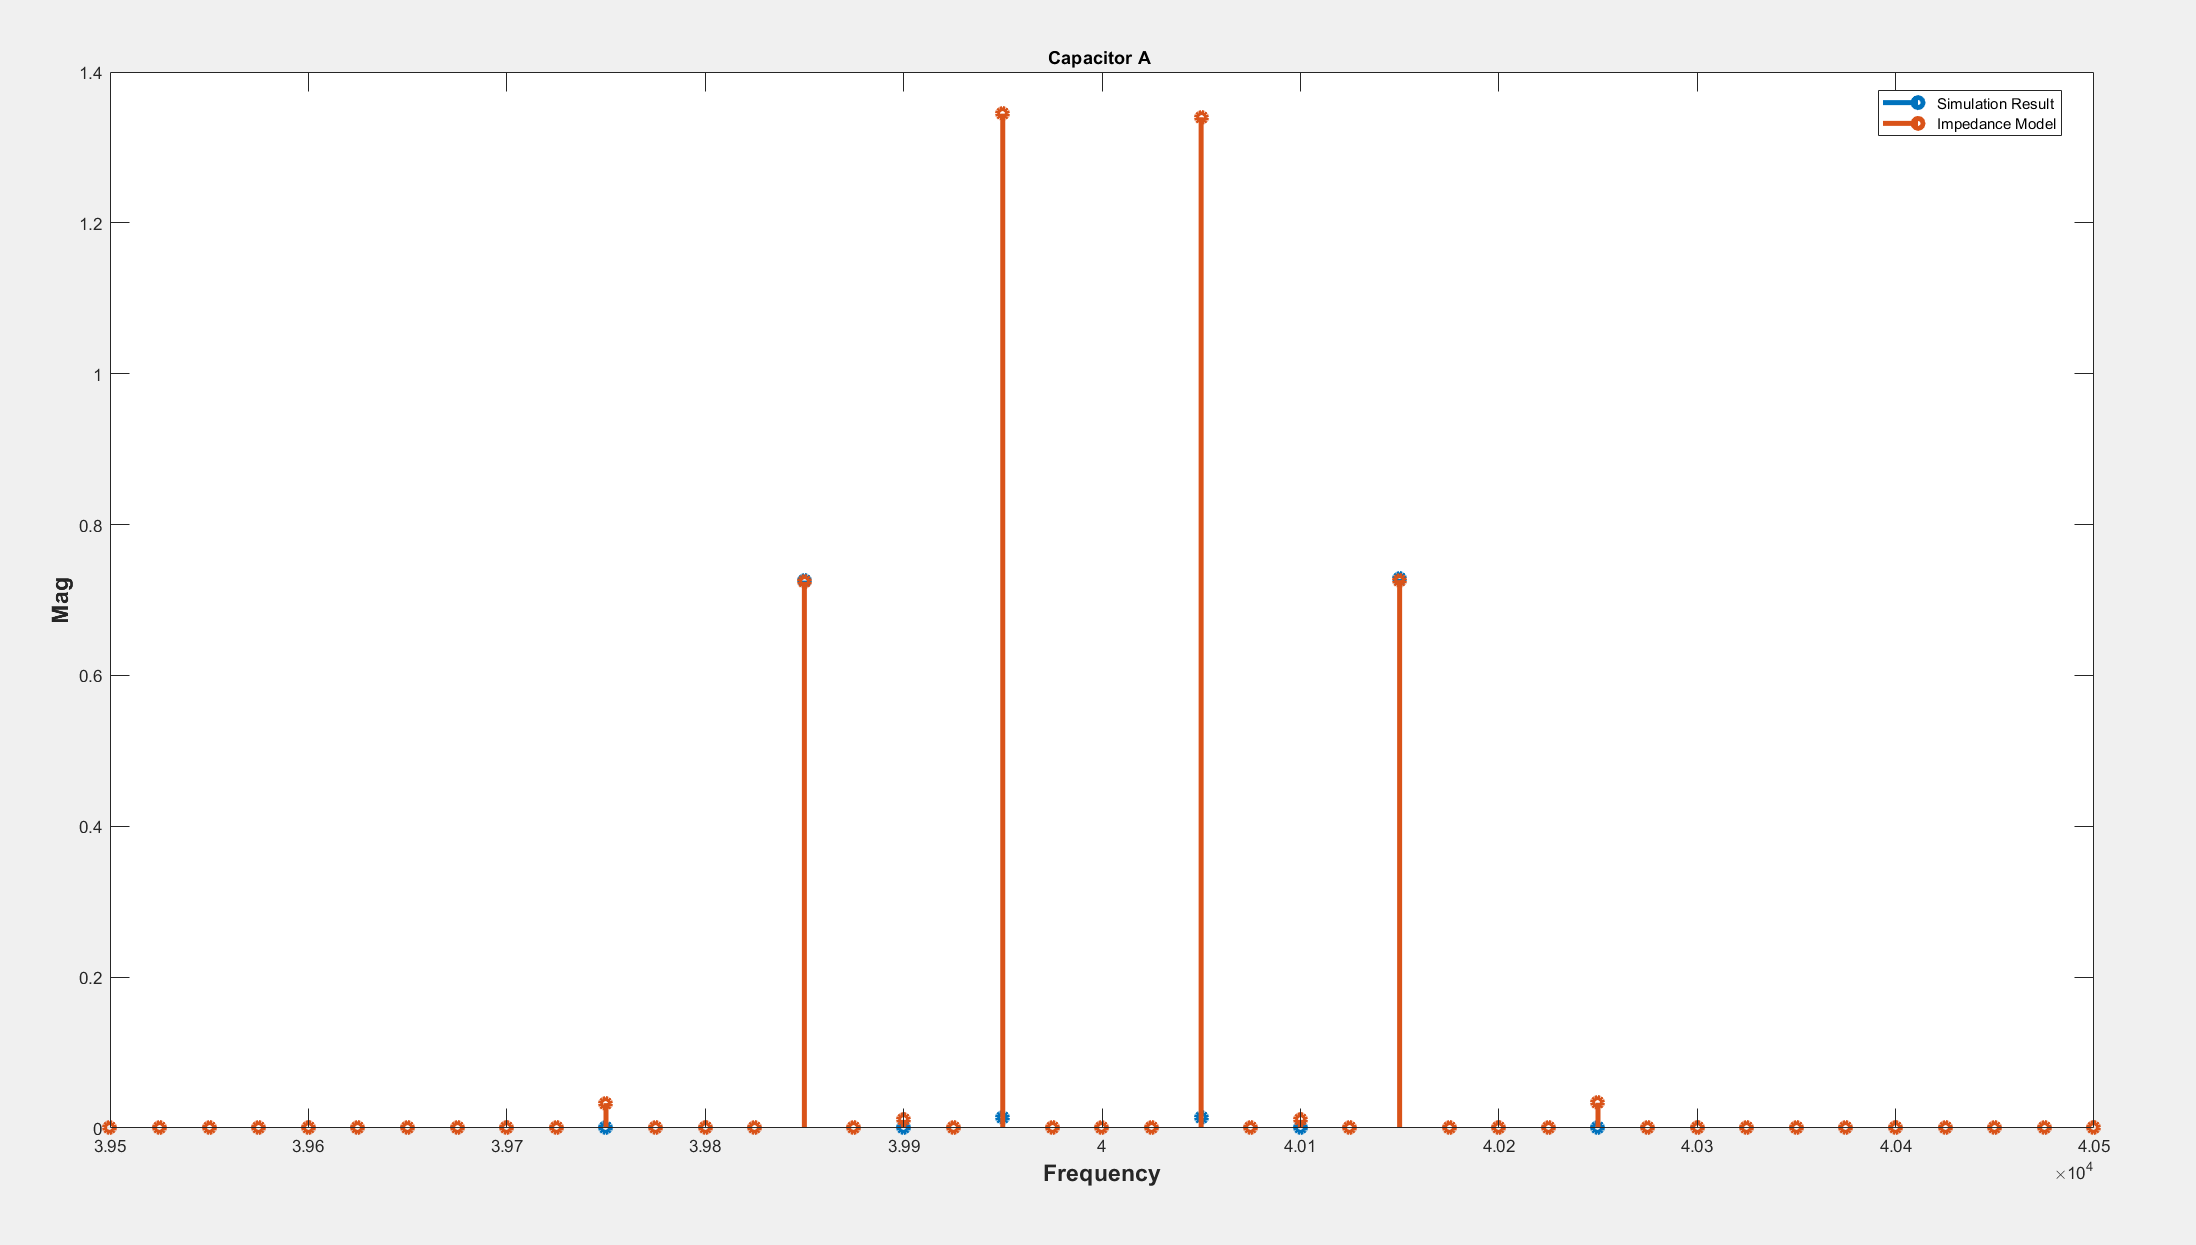 Capacitor A
1.4
1.2
1
0.8
0.6
0.4
0.2
0
Mag
Simulation Result
Impedance Model
3.95 3.96 3.97 3.98 3.99 4 4.01 4.02 4.03 4.04 4.05
×10⁴
Frequency